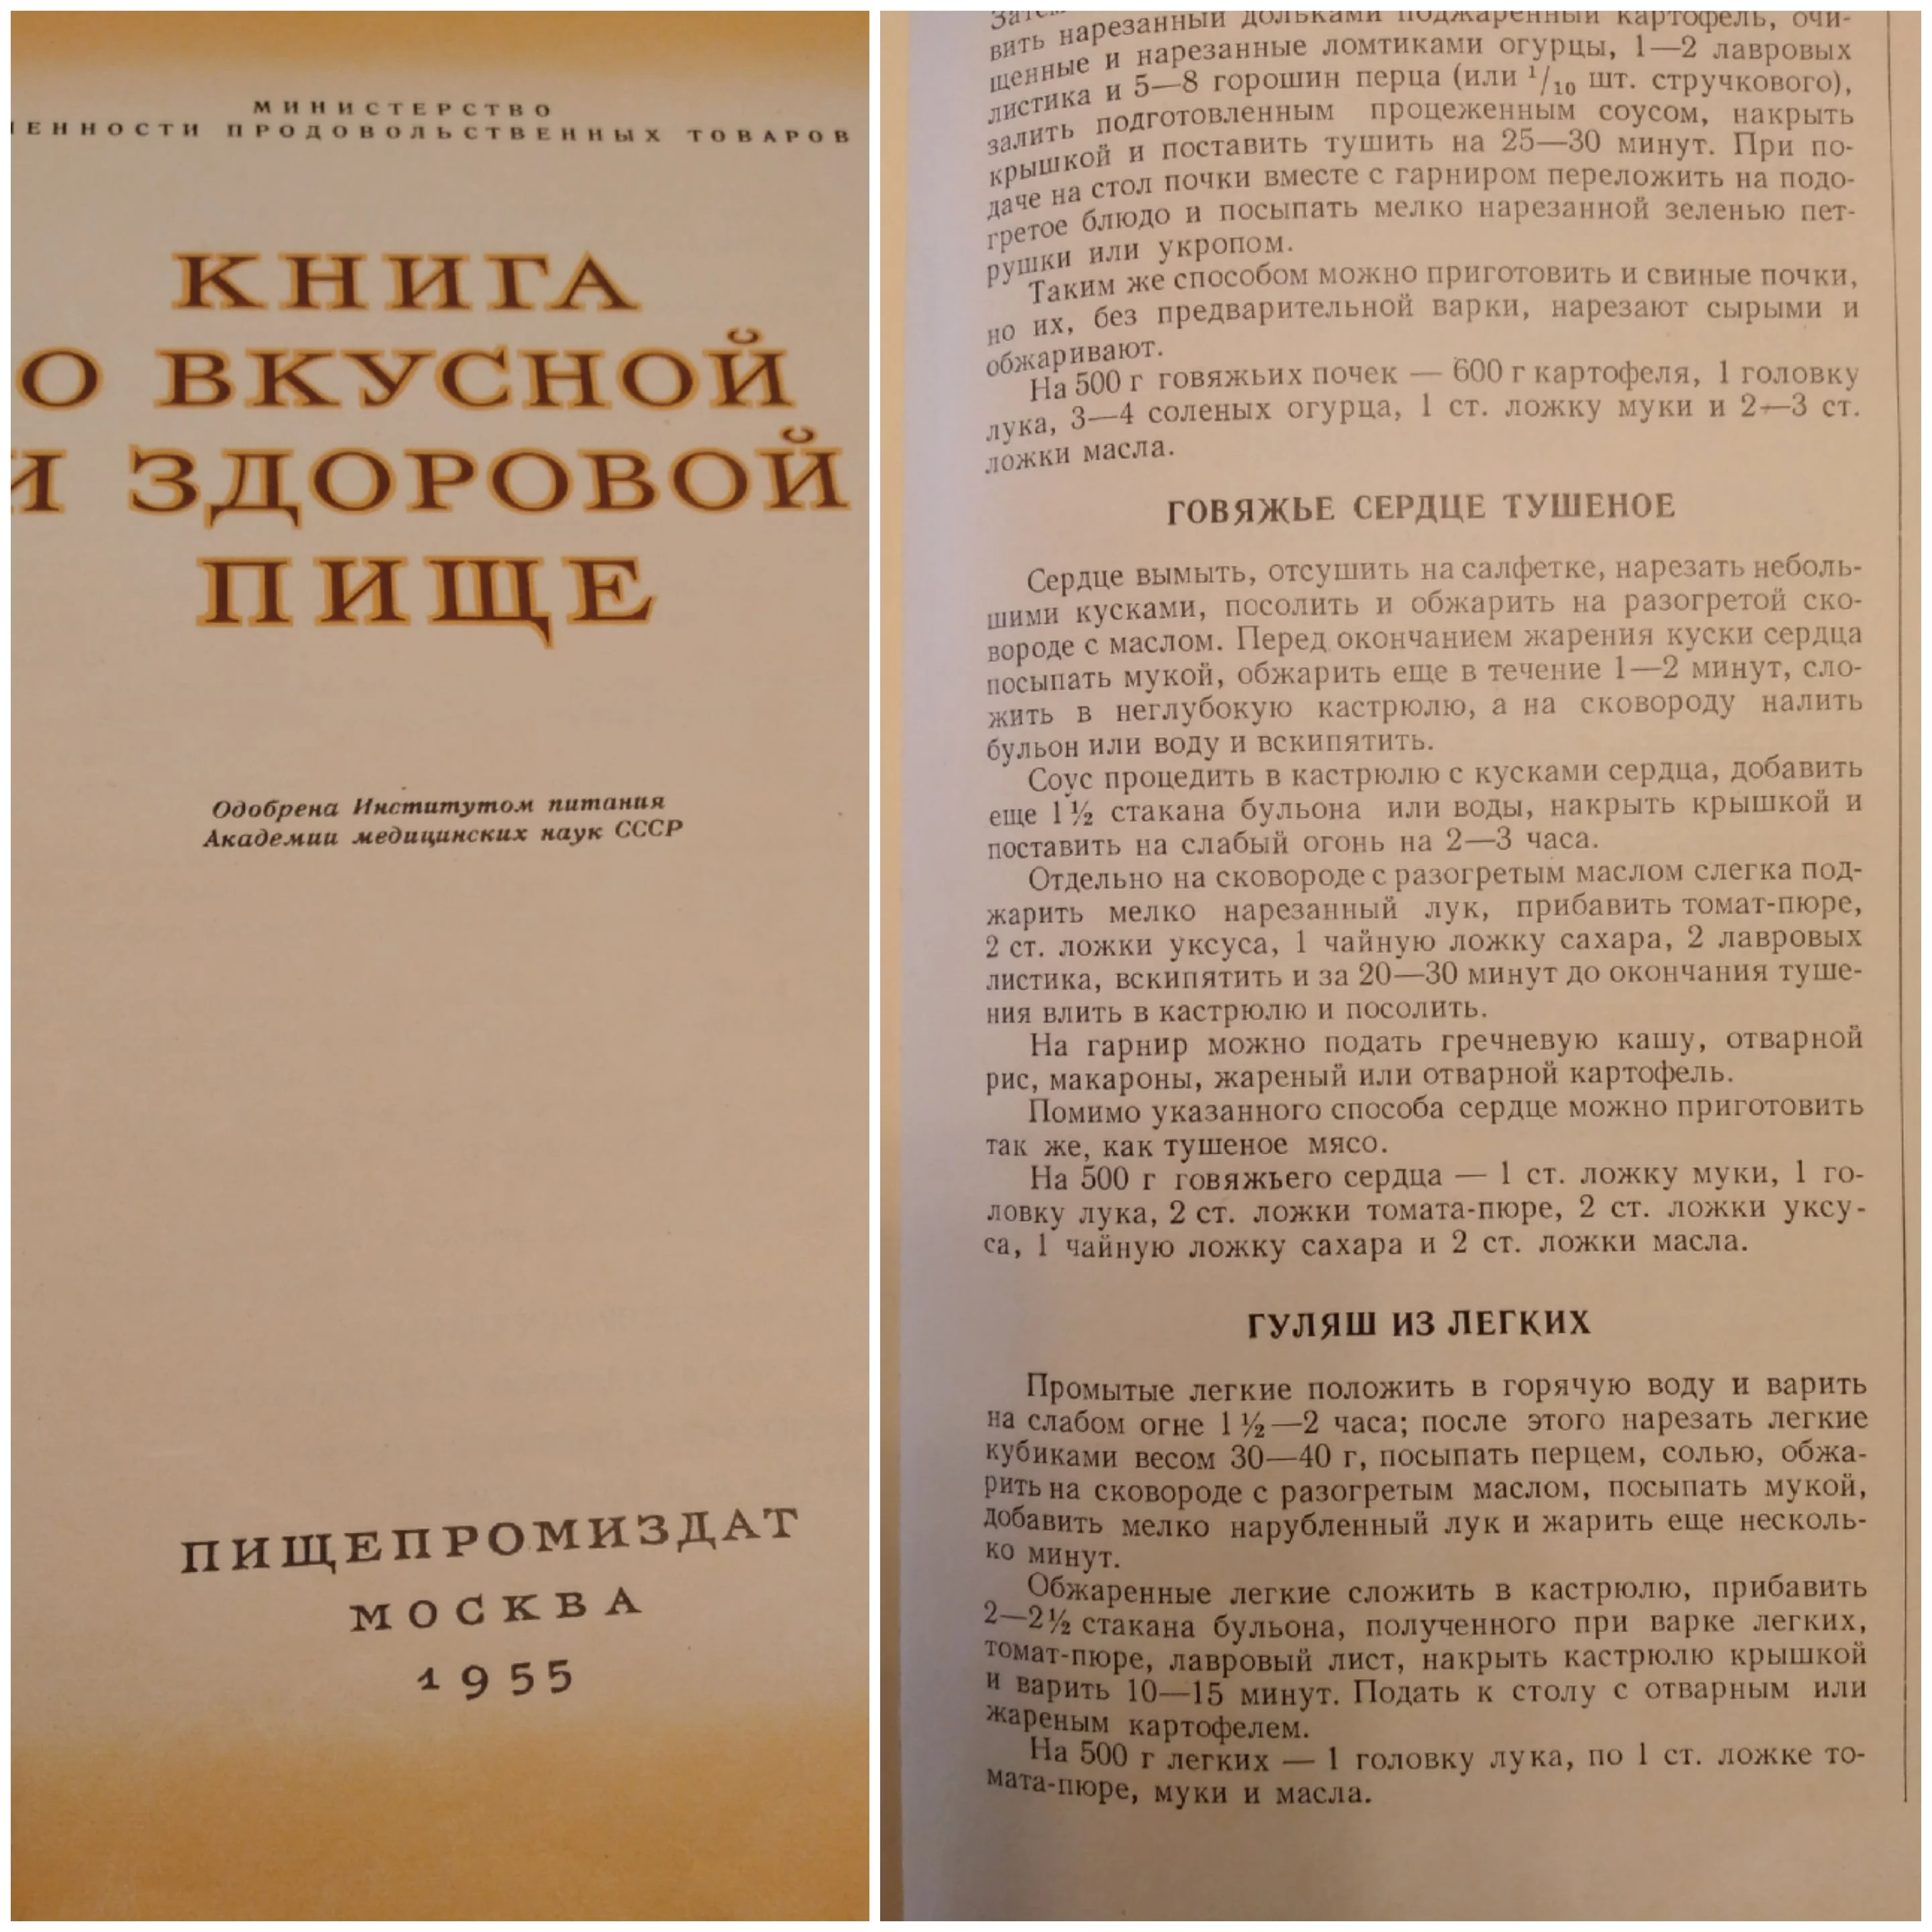 МИНИСТЕРСТВО
ЕННОСТИ ПРОДОВОЛЬСТВЕННЫХ ТОВАРОВ
КНИГА
О ВКУСНОЙ
И ЗДОРОВОЙ
ПИЩЕ
Одобрена Институтом питания
Академии медицинских наук СССР
ПИЩЕПРОМИЗДАТ
МОСКВА
1955
вить нарезанный дольками поджаренный картофель, очи-
щенные и нарезанные ломтиками огурцы, 1—2 лавровых
листика и 5—8 горошин перца (или 1/10 шт. стручкового),
залить подготовленным процеженным соусом, накрыть
крышкой и поставить тушить на 25—30 минут. При по-
даче на стол почки вместе с гарниром переложить на подо-
гретое блюдо и посыпать мелко нарезанной зеленью пет-
рушки или укропом.
Таким же способом можно приготовить и свиные почки,
но их, без предварительной варки, нарезают сырыми и
обжаривают.
На 500 г говяжьих почек — 600 г картофеля, 1 головку
лука, 3—4 соленых огурца, 1 ст. ложку муки и 2—3 ст.
ложки масла.
ГОВЯЖЬЕ СЕРДЦЕ ТУШЕНОЕ
Сердце вымыть, отсушить на салфетке, нарезать неболь-
шими кусками, посолить и обжарить на разогретой ско-
вороде с маслом. Перед окончанием жарения куски сердца
посыпать мукой, обжарить еще в течение 1—2 минут, сло-
жить в неглубокую кастрюлю, а на сковороду налить
бульон или воду и вскипятить.
Соус процедить в кастрюлю с кусками сердца, добавить
еще 1 ½ стакана бульона или воды, накрыть крышкой и
поставить на слабый огонь на 2—3 часа.
Отдельно на сковороде с разогретым маслом слегка под-
жарить мелко нарезанный лук, прибавить томат-пюре,
2 ст. ложки уксуса, 1 чайную ложку сахара, 2 лавровых
листика, вскипятить и за 20—30 минут до окончания туше-
ния влить в кастрюлю и посолить.
На гарнир можно подать гречневую кашу, отварной
рис, макароны, жареный или отварной картофель.
Помимо указанного способа сердце можно приготовить
так же, как тушеное мясо.
На 500 г говяжьего сердца — 1 ст. ложку муки, 1 го-
ловку лука, 2 ст. ложки томата-пюре, 2 ст. ложки уксу-
са, 1 чайную ложку сахара и 2 ст. ложки масла.
ГУЛЯШ ИЗ ЛЕГКИХ
Промытые легкие положить в горячую воду и варить
на слабом огне 1 ½—2 часа; после этого нарезать легкие
кубиками весом 30—40 г, посыпать перцем, солью, обжа-
рить на сковороде с разогретым маслом, посыпать мукой,
добавить мелко нарубленный лук и жарить еще несколь-
ко минут.
Обжаренные легкие сложить в кастрюлю, прибавить
2—2 ½ стакана бульона, полученного при варке легких,
томат-пюре, лавровый лист, накрыть кастрюлю крышкой
и варить 10—15 минут. Подать к столу с отварным или
жареным картофелем.
На 500 г легких — 1 головку лука, по 1 ст. ложке то-
мата-пюре, муки и масла.